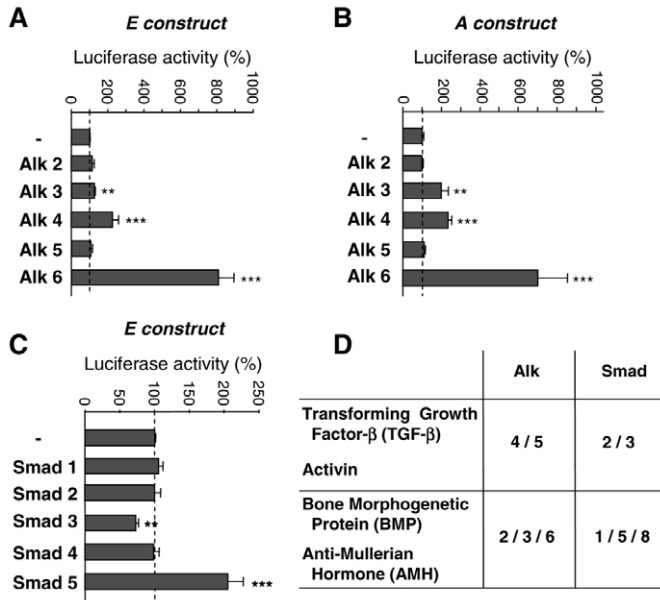 A
E construct
Luciferase activity (%)
0
200
400
600
800
1000
-
Alk 2
Alk 3
**
Alk 4
***
Alk 5
Alk 6
***
B
A construct
Luciferase activity (%)
0
200
400
600
800
1000
-
Alk 2
Alk 3
**
Alk 4
***
Alk 5
Alk 6
***
C
E construct
Luciferase activity (%)
0
50
100
150
200
250
-
Smad 1
Smad 2
Smad 3
**
Smad 4
Smad 5
***
D
Alk Smad
Transforming Growth
Factor-β (TGF-β)
Activin
4 / 5
2 / 3
Bone Morphogenetic
Protein (BMP)
Anti-Mullerian
Hormone (AMH)
2 / 3 / 6
1 / 5 / 8